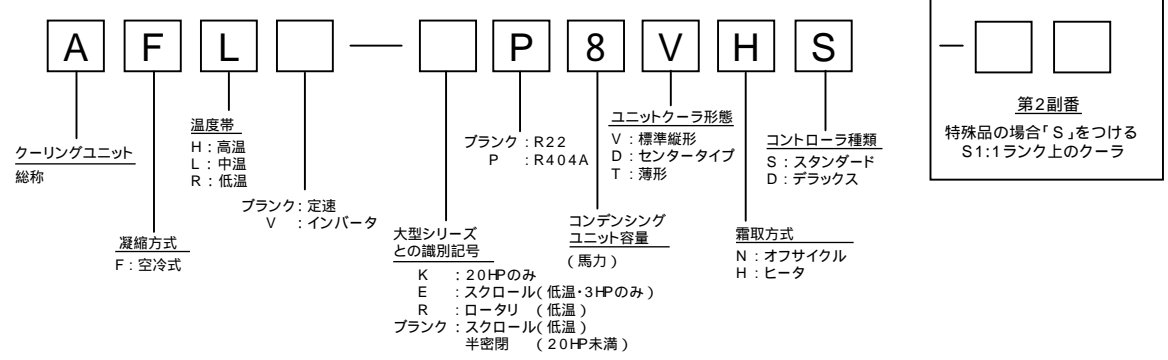 A F L — P 8 V H S
クーリングユニット
総称
凝縮方式
F：空冷式
温度帯
H：高温
L：中温
R：低温
ブランク：定速
V：インバータ
大型シリーズ
との識別記号
K：20HPのみ
E：スクロール(低温・3HPのみ)
R：ロータリ (低温)
ブランク：スクロール(低温)
半密閉 (20HP未満)
ブランク：R22
P：R404A
コンデンシング
ユニット容量
(馬力)
ユニットクーラ形態
V：標準縦形
D：センタータイプ
T：薄形
霜取方式
N：オフサイクル
H：ヒータ
コントローラ種類
S：スタンダード
D：デラックス
－
第2副番
特殊品の場合「S」をつける
S1:1ランク上のクーラ